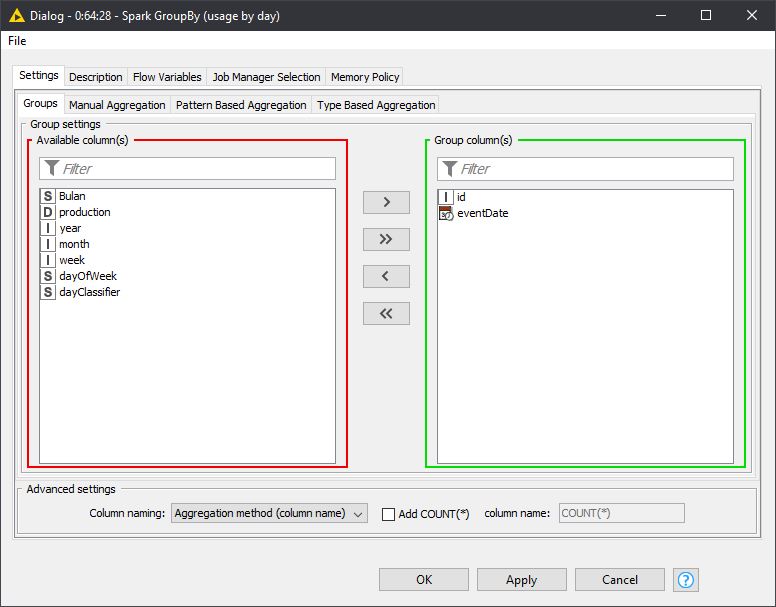 Dialog - 0:64:28 - Spark GroupBy (usage by day)
File
Settings Description Flow Variables Job Manager Selection Memory Policy
Groups Manual Aggregation Pattern Based Aggregation Type Based Aggregation
Group settings
Available column(s) Group column(s)
Filter Filter
S Bulan > I id
D production eventDate
I year
I month >>
I week
S dayOfWeek <
S dayClassifier
<<
Advanced settings
Column naming: Aggregation method (column name) Add COUNT(*) column name: COUNT(*)
OK Apply Cancel ?